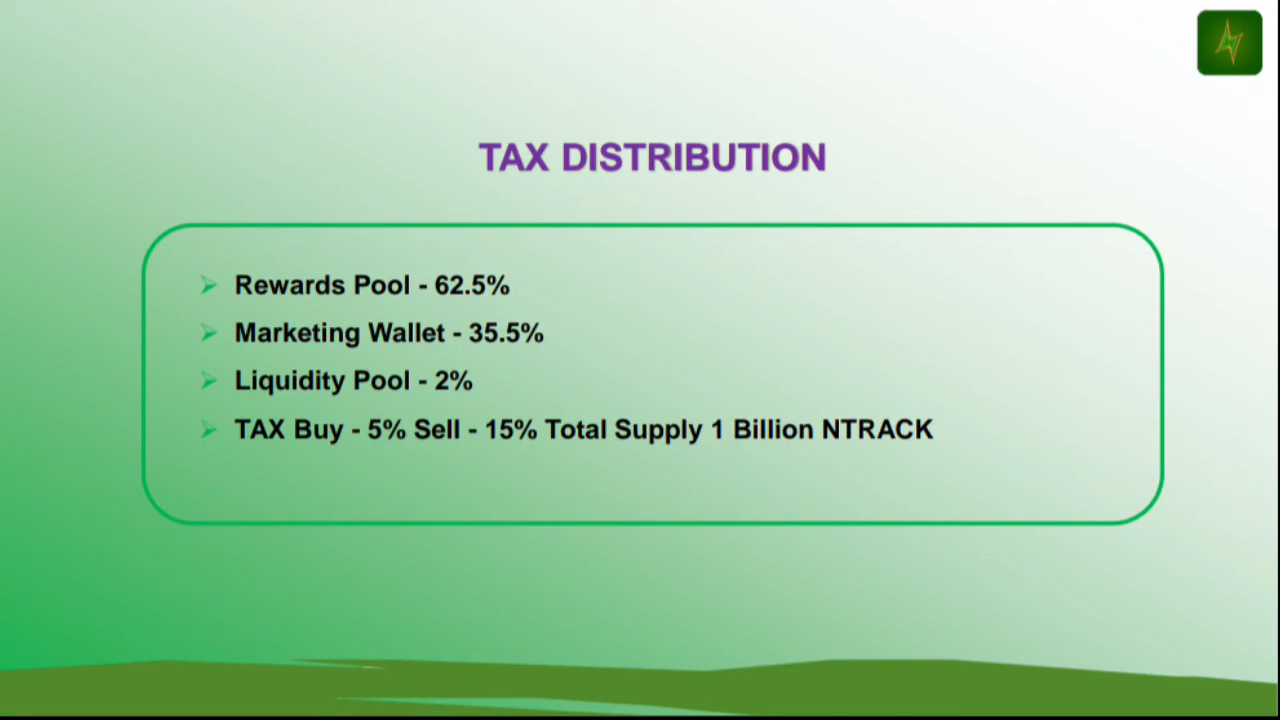 TAX DISTRIBUTION
Rewards Pool - 62.5%
Marketing Wallet - 35.5%
Liquidity Pool - 2%
TAX Buy - 5% Sell - 15% Total Supply 1 Billion NTRACK